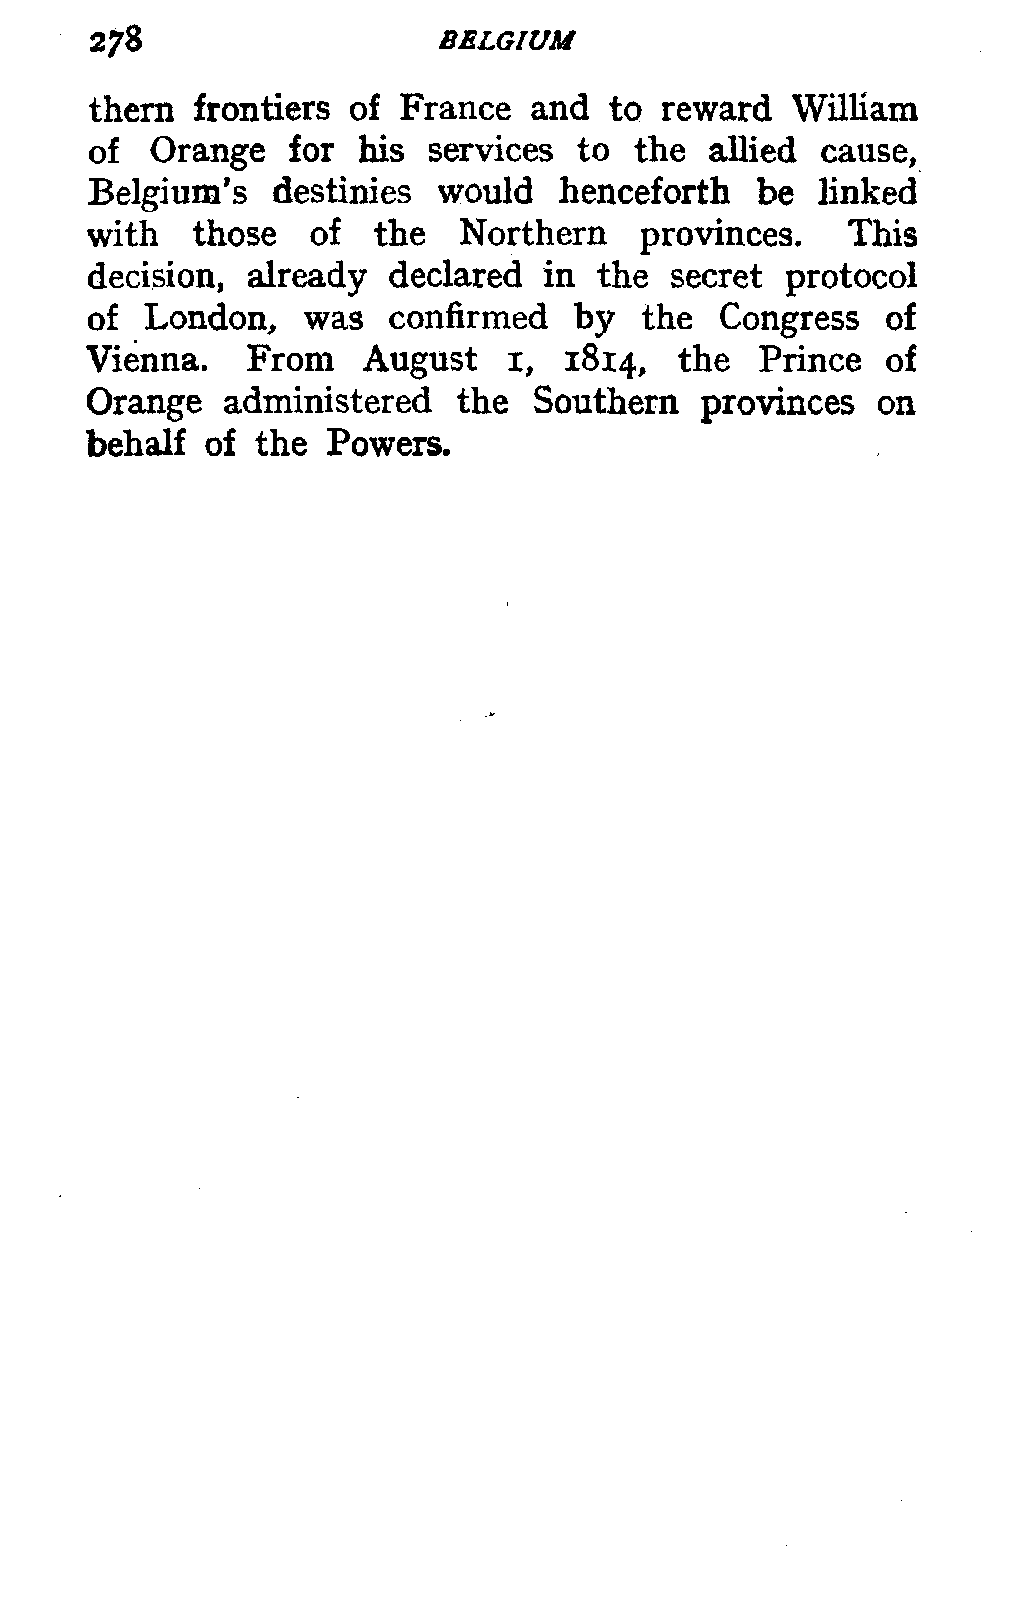 278 BELGIUM
thern frontiers of France and to reward William
of Orange for his services to the allied cause,
Belgium's destinies would henceforth be linked
with those of the Northern provinces. This
decision, already declared in the secret protocol
of London, was confirmed by the Congress of
Vienna. From August 1, 1814, the Prince of
Orange administered the Southern provinces on
behalf of the Powers.